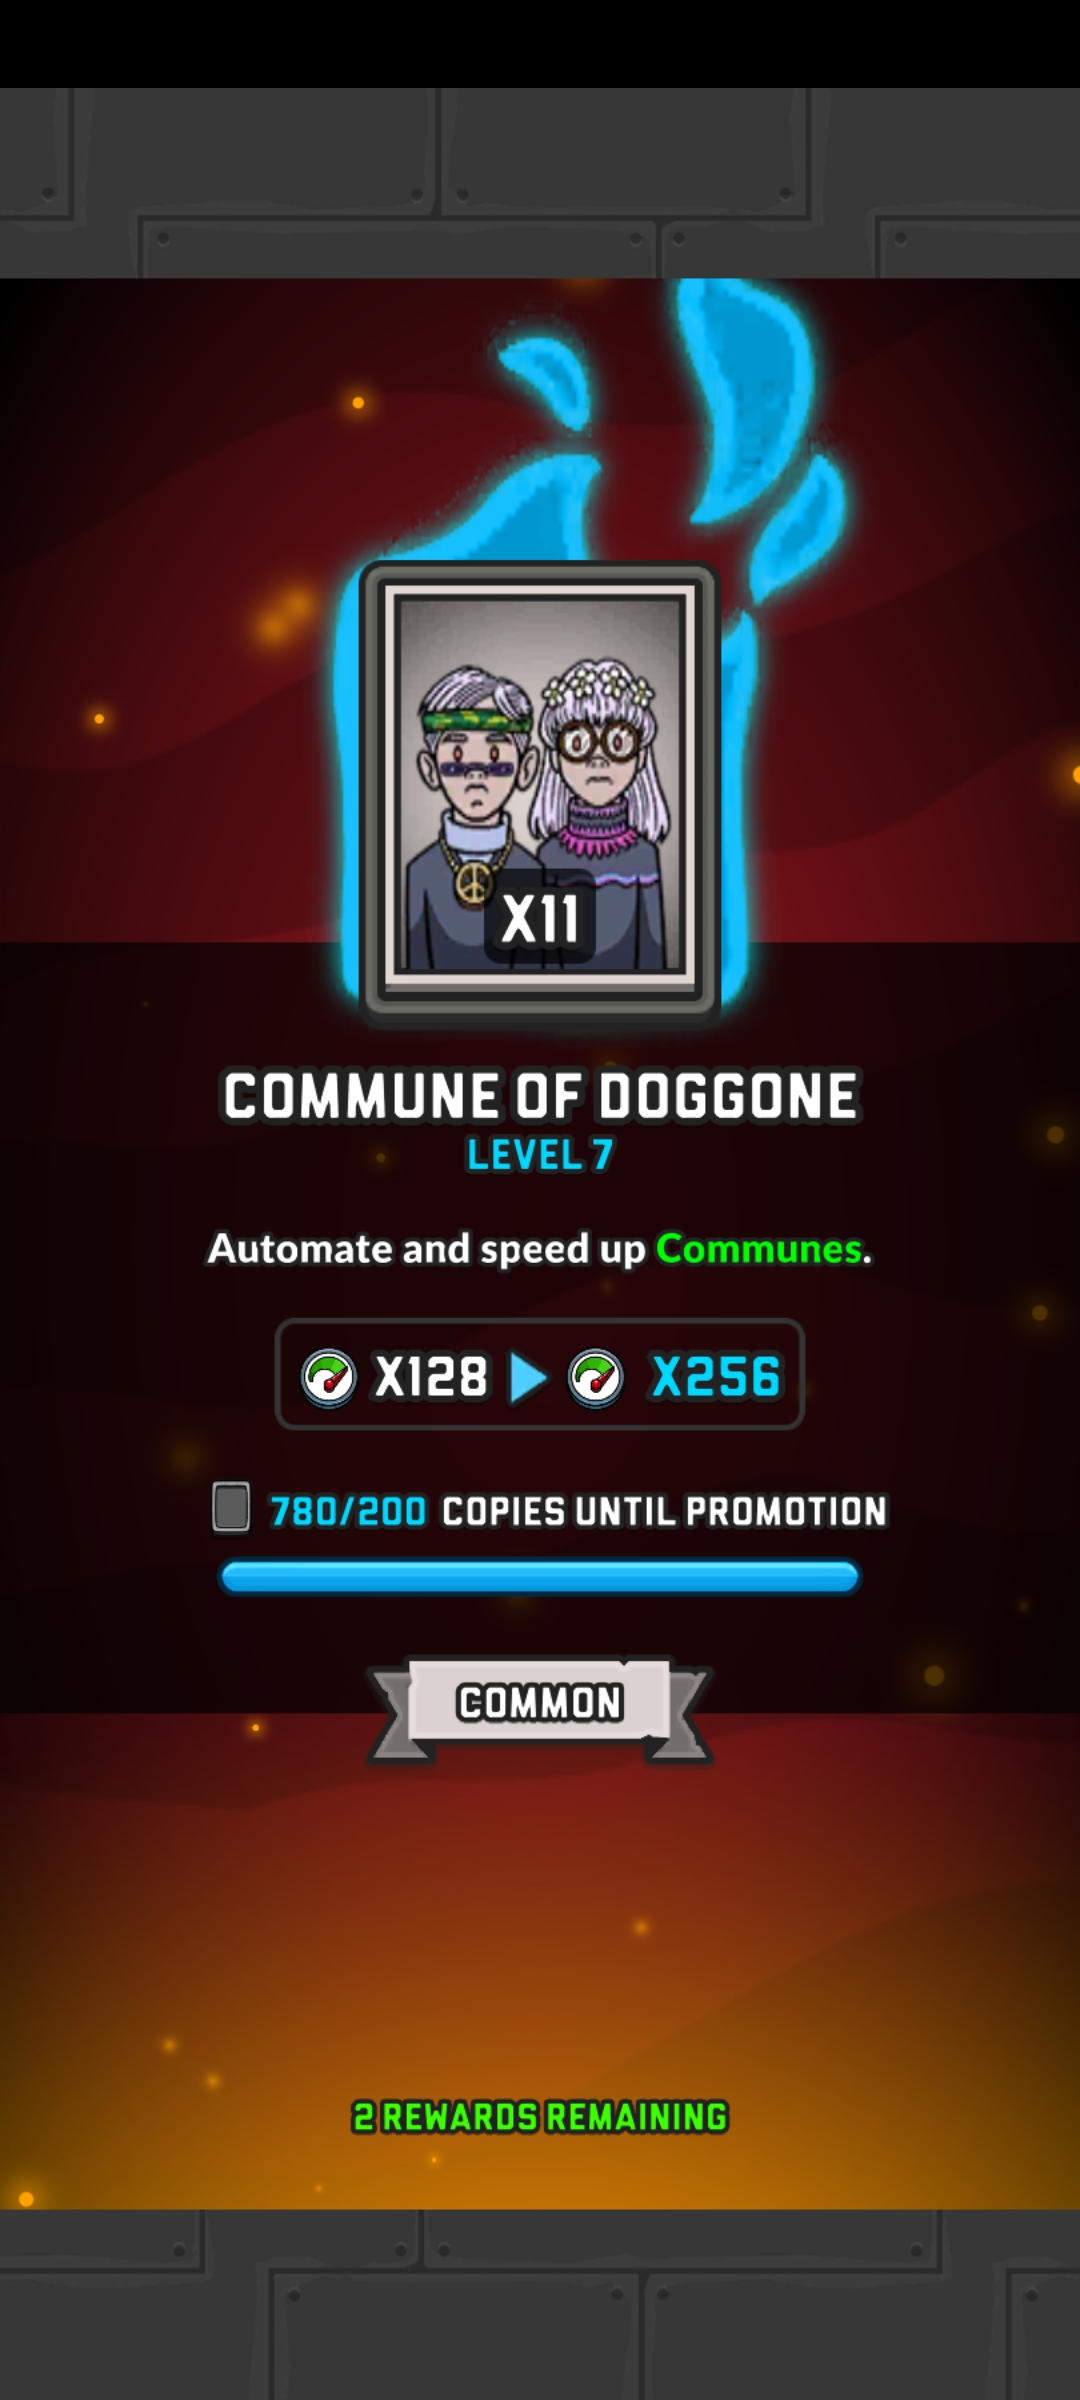 X11
COMMUNE OF DOGGONE
LEVEL 7
Automate and speed up Communes.
X128 X256
780/200 COPIES UNTIL PROMOTION
COMMON
2 REWARDS REMAINING